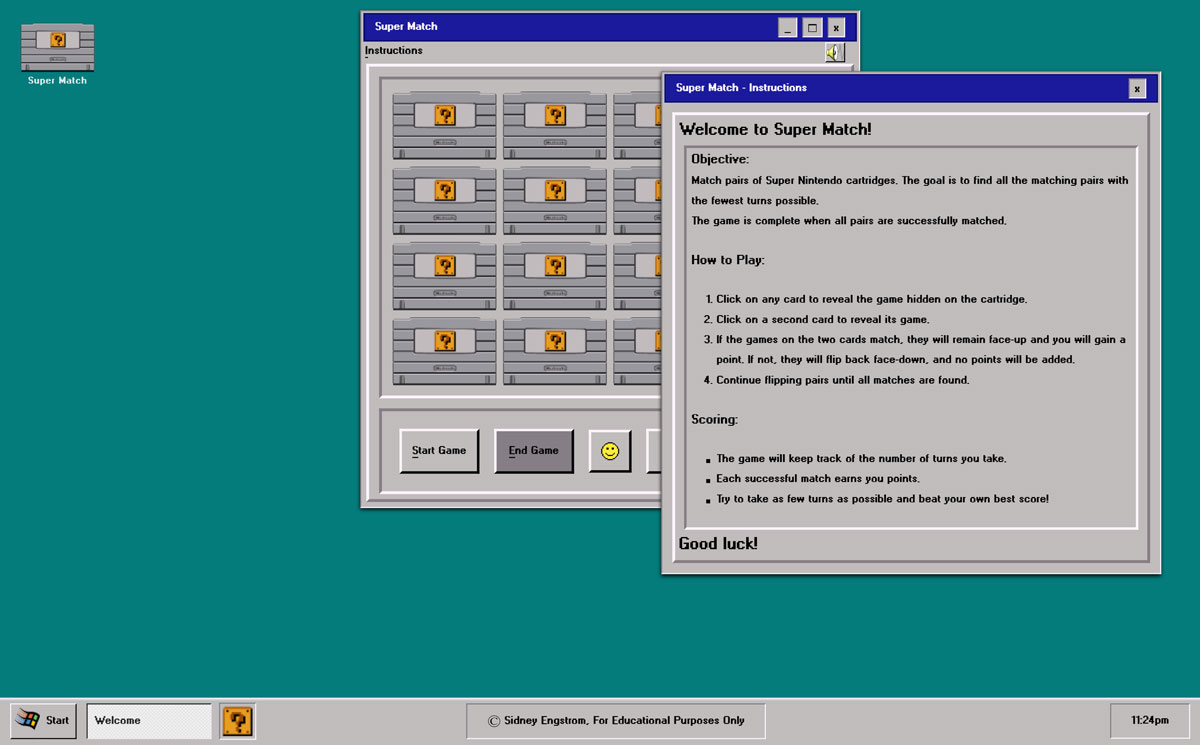 Super Match
Super Match
Instructions
Super Match - Instructions
Welcome to Super Match!
Objective:
Match pairs of Super Nintendo cartridges. The goal is to find all the matching pairs with
the fewest turns possible.
The game is complete when all pairs are successfully matched.
How to Play:
1. Click on any card to reveal the game hidden on the cartridge.
2. Click on a second card to reveal its game.
3. If the games on the two cards match, they will remain face-up and you will gain a
point. If not, they will flip back face-down, and no points will be added.
4. Continue flipping pairs until all matches are found.
Scoring:
The game will keep track of the number of turns you take.
Each successful match earns you points.
Try to take as few turns as possible and beat your own best score!
Good luck!
Start Game
End Game
Start
Welcome
© Sidney Engstrom, For Educational Purposes Only
11:24pm